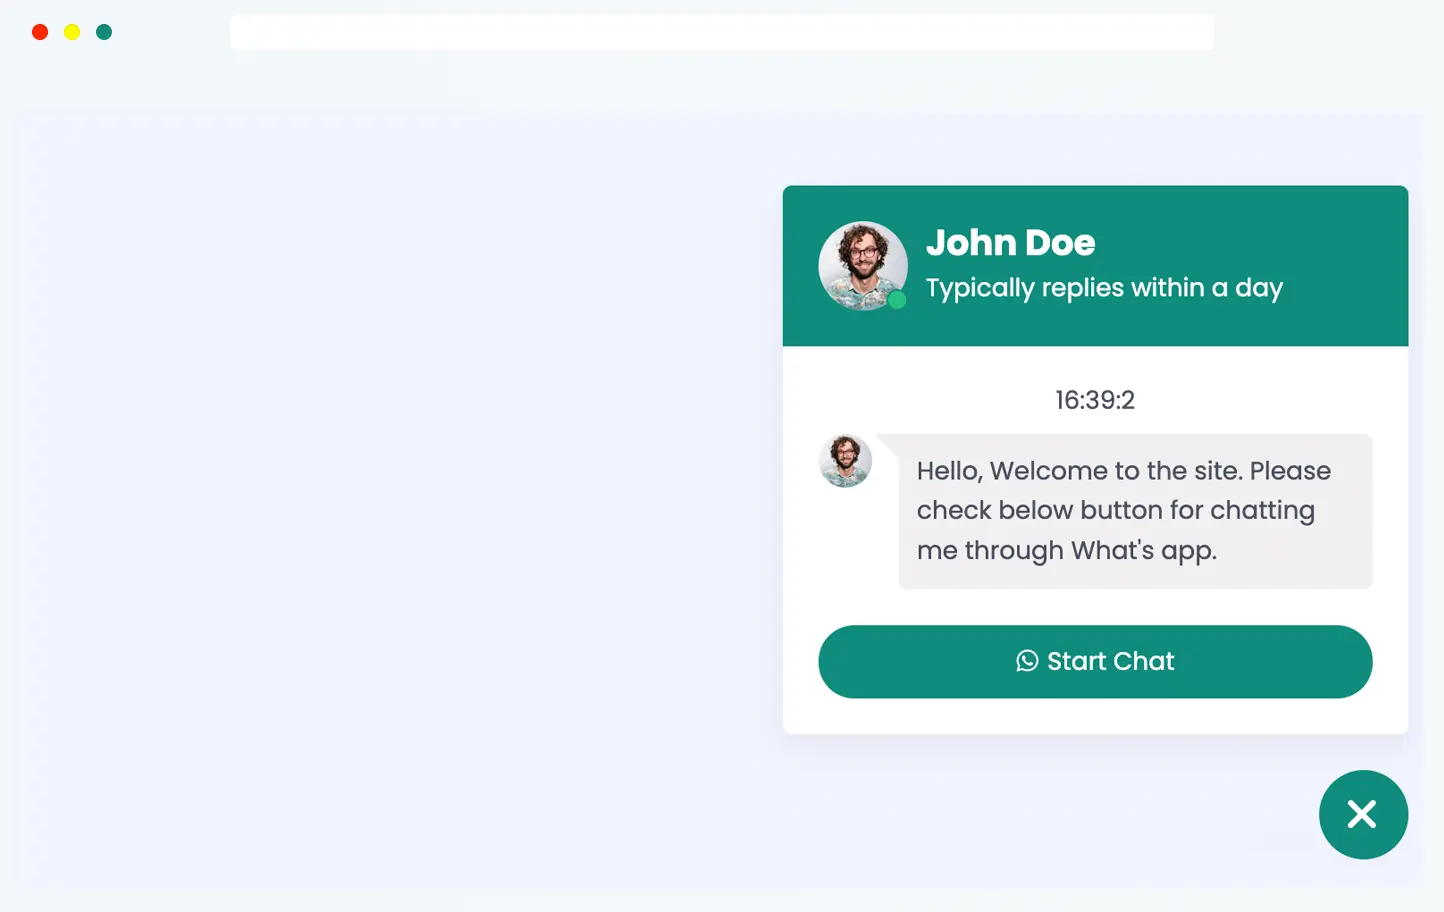 John Doe
Typically replies within a day
16:39:2
Hello, Welcome to the site. Please
check below button for chatting
me through What's app.
Start Chat